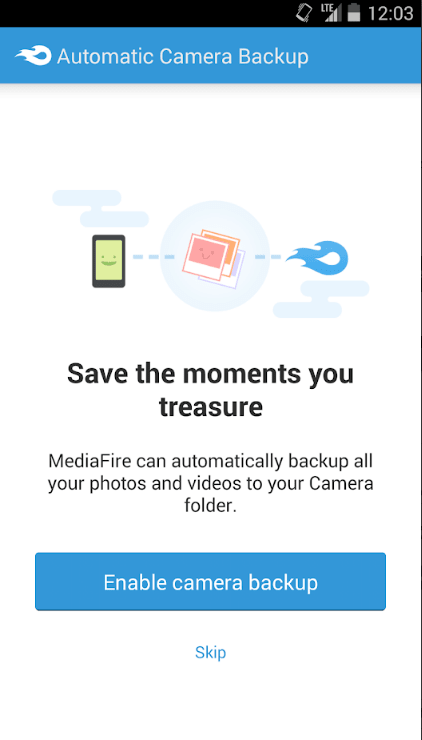 LTE 12:03
Automatic Camera Backup
Save the moments you
treasure
MediaFire can automatically backup all
your photos and videos to your Camera
folder.
Enable camera backup
Skip